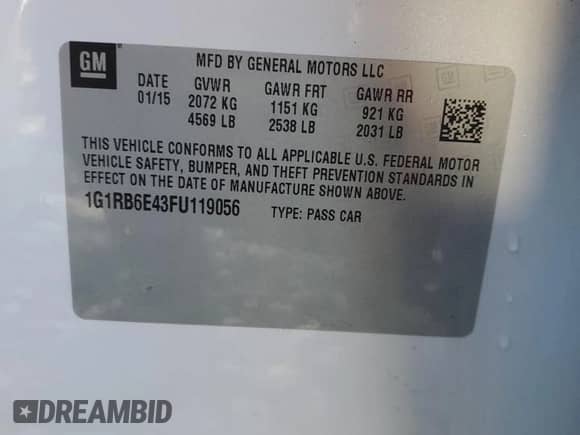 GM
MFD BY GENERAL MOTORS LLC
DATE GVWR GAWR FRT GAWR RR
01/15 2072 KG 1151 KG 921 KG
4569 LB 2538 LB 2031 LB
THIS VEHICLE CONFORMS TO ALL APPLICABLE U.S. FEDERAL MOTOR
VEHICLE SAFETY, BUMPER, AND THEFT PREVENTION STANDARDS IN
EFFECT ON THE DATE OF MANUFACTURE SHOWN ABOVE.
1G1RB6E43FU119056 TYPE: PASS CAR
DREAMBID